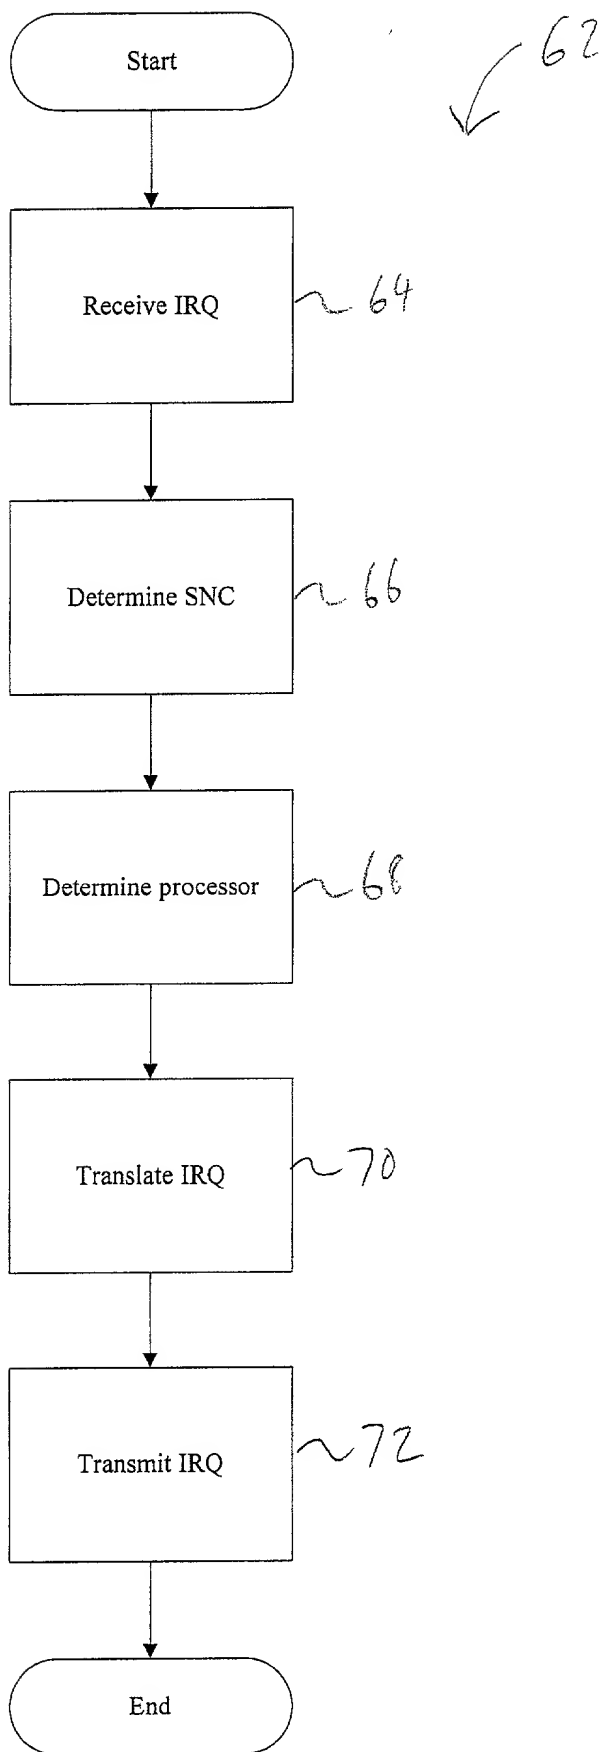 Start
62
Receive IRQ
64
Determine SNC
66
Determine processor
68
Translate IRQ
70
Transmit IRQ
72
End